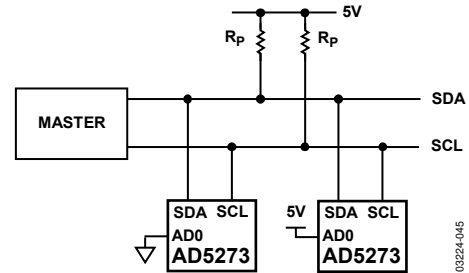 5V
RP RP
SDA
MASTER
SCL
SDA SCL 5V SDA SCL
AD0 AD0
AD5273 AD5273
03224-045